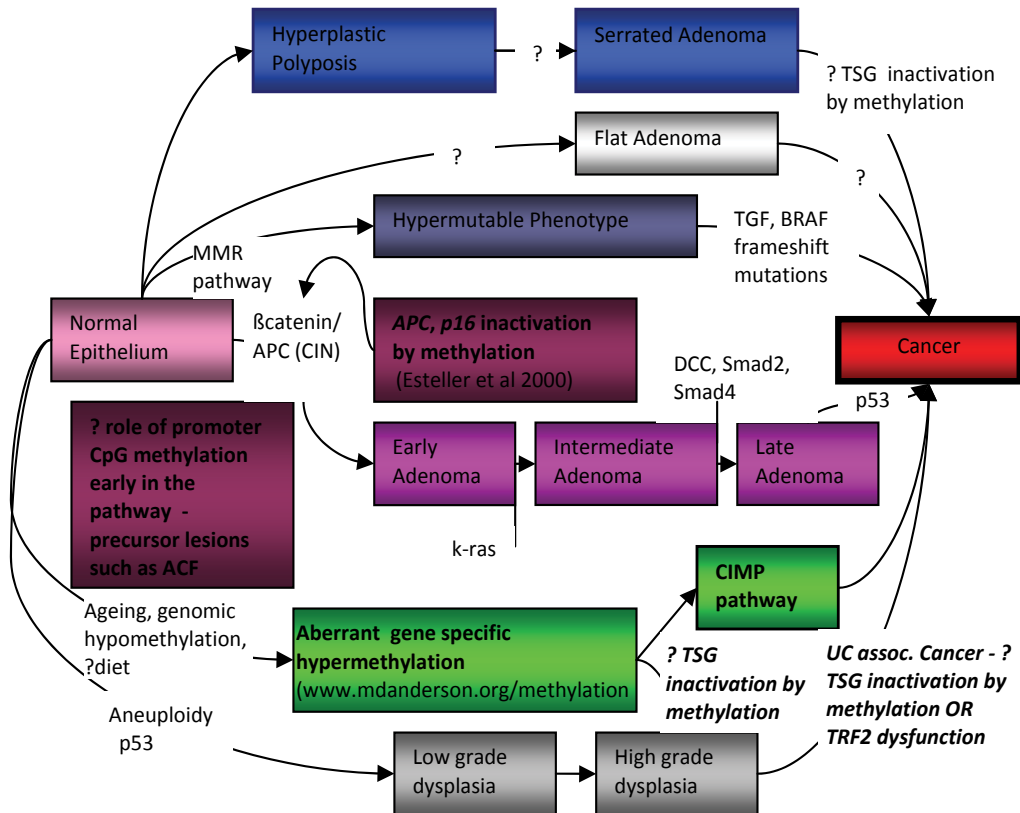 Hyperplastic
Polyposis
?
Serrated Adenoma
? TSG inactivation
by methylation
?
Flat Adenoma
?
MMR
pathway
Hypermutable Phenotype
TGF, BRAF
frameshift
mutations
Normal
Epithelium
ßcatenin/
APC (CIN)
APC, p16 inactivation
by methylation
(Esteller et al 2000)
Cancer
DCC, Smad2,
Smad4
p53
? role of promoter
CpG methylation
early in the
pathway -
precursor lesions
such as ACF
Early
Adenoma
Intermediate
Adenoma
Late
Adenoma
k-ras
CIMP
pathway
Ageing, genomic
hypomethylation,
?diet
Aberrant gene specific
hypermethylation
(www.mdanderson.org/methylation
? TSG
inactivation by
methylation
UC assoc. Cancer - ?
TSG inactivation by
methylation OR
TRF2 dysfunction
Aneuploidy
p53
Low grade
dysplasia
High grade
dysplasia